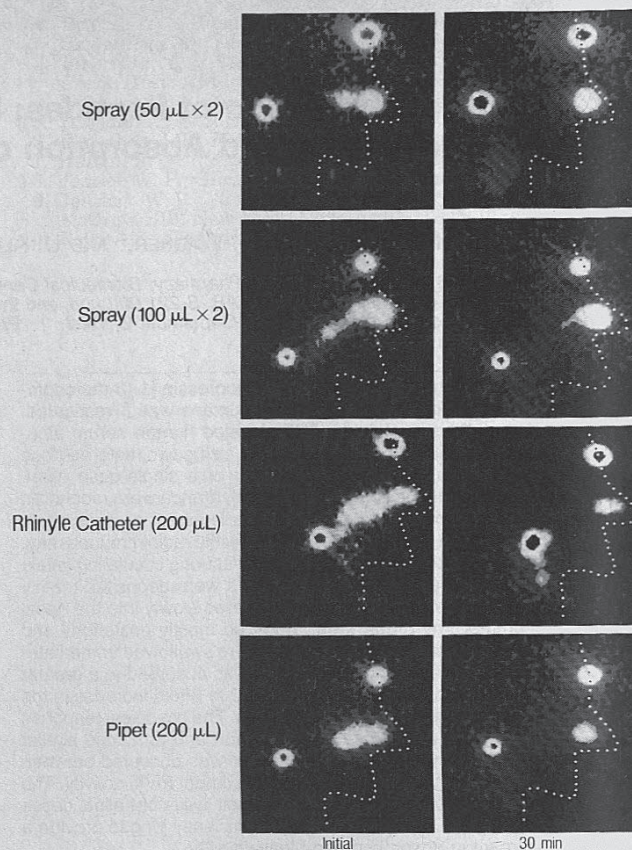 Spray (50 μL × 2)
Spray (100 μL × 2)
Rhinyle Catheter (200 μL)
Pipet (200 μL)
Initial
30 min